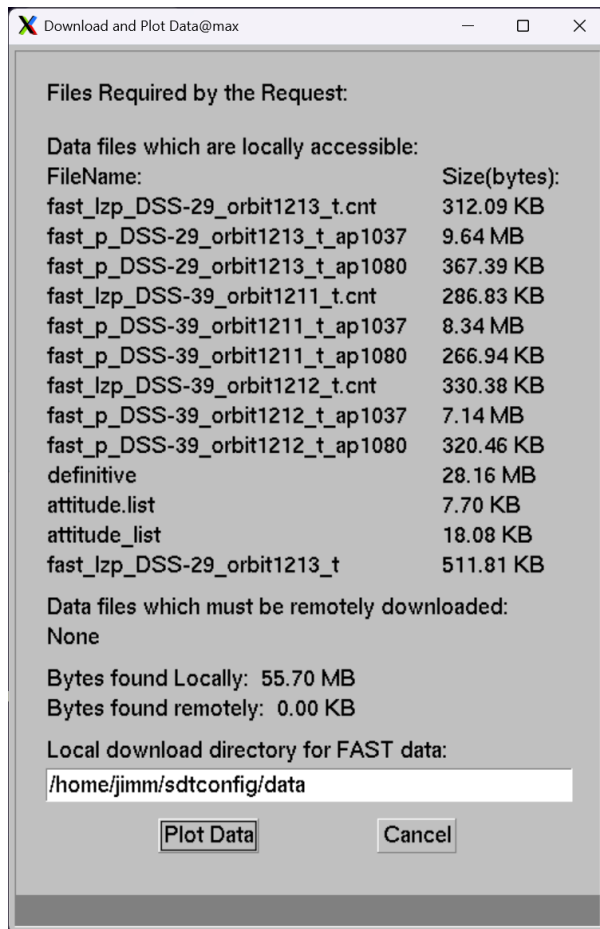 Download and Plot Data@max
Files Required by the Request:
Data files which are locally accessible:
FileName: Size(bytes):
fast_lzp_DSS-29_orbit1213_t.cnt 312.09 KB
fast_p_DSS-29_orbit1213_t_ap1037 9.64 MB
fast_p_DSS-29_orbit1213_t_ap1080 367.39 KB
fast_lzp_DSS-39_orbit1211_t.cnt 286.83 KB
fast_p_DSS-39_orbit1211_t_ap1037 8.34 MB
fast_p_DSS-39_orbit1211_t_ap1080 266.94 KB
fast_lzp_DSS-39_orbit1212_t.cnt 330.38 KB
fast_p_DSS-39_orbit1212_t_ap1037 7.14 MB
fast_p_DSS-39_orbit1212_t_ap1080 320.46 KB
definitive 28.16 MB
attitude.list 7.70 KB
attitude_list 18.08 KB
fast_lzp_DSS-29_orbit1213_t 511.81 KB
Data files which must be remotely downloaded:
None
Bytes found Locally: 55.70 MB
Bytes found remotely: 0.00 KB
Local download directory for FAST data:
/home/jimm/sdtconfig/data
Plot Data Cancel